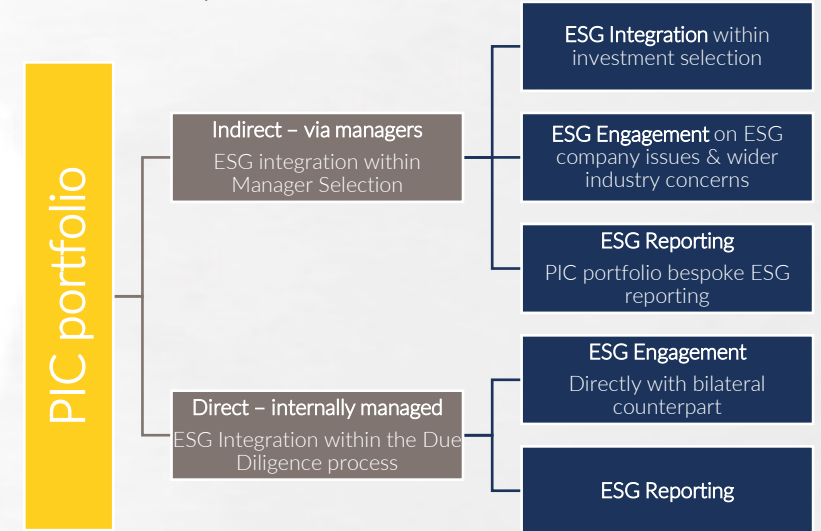 PIC portfolio
Indirect – via managers
ESG integration within
Manager Selection
ESG Integration within
investment selection
ESG Engagement on ESG
company issues & wider
industry concerns
ESG Reporting
PIC portfolio bespoke ESG
reporting
Direct – internally managed
ESG Integration within the Due
Diligence process
ESG Engagement
Directly with bilateral
counterpart
ESG Reporting